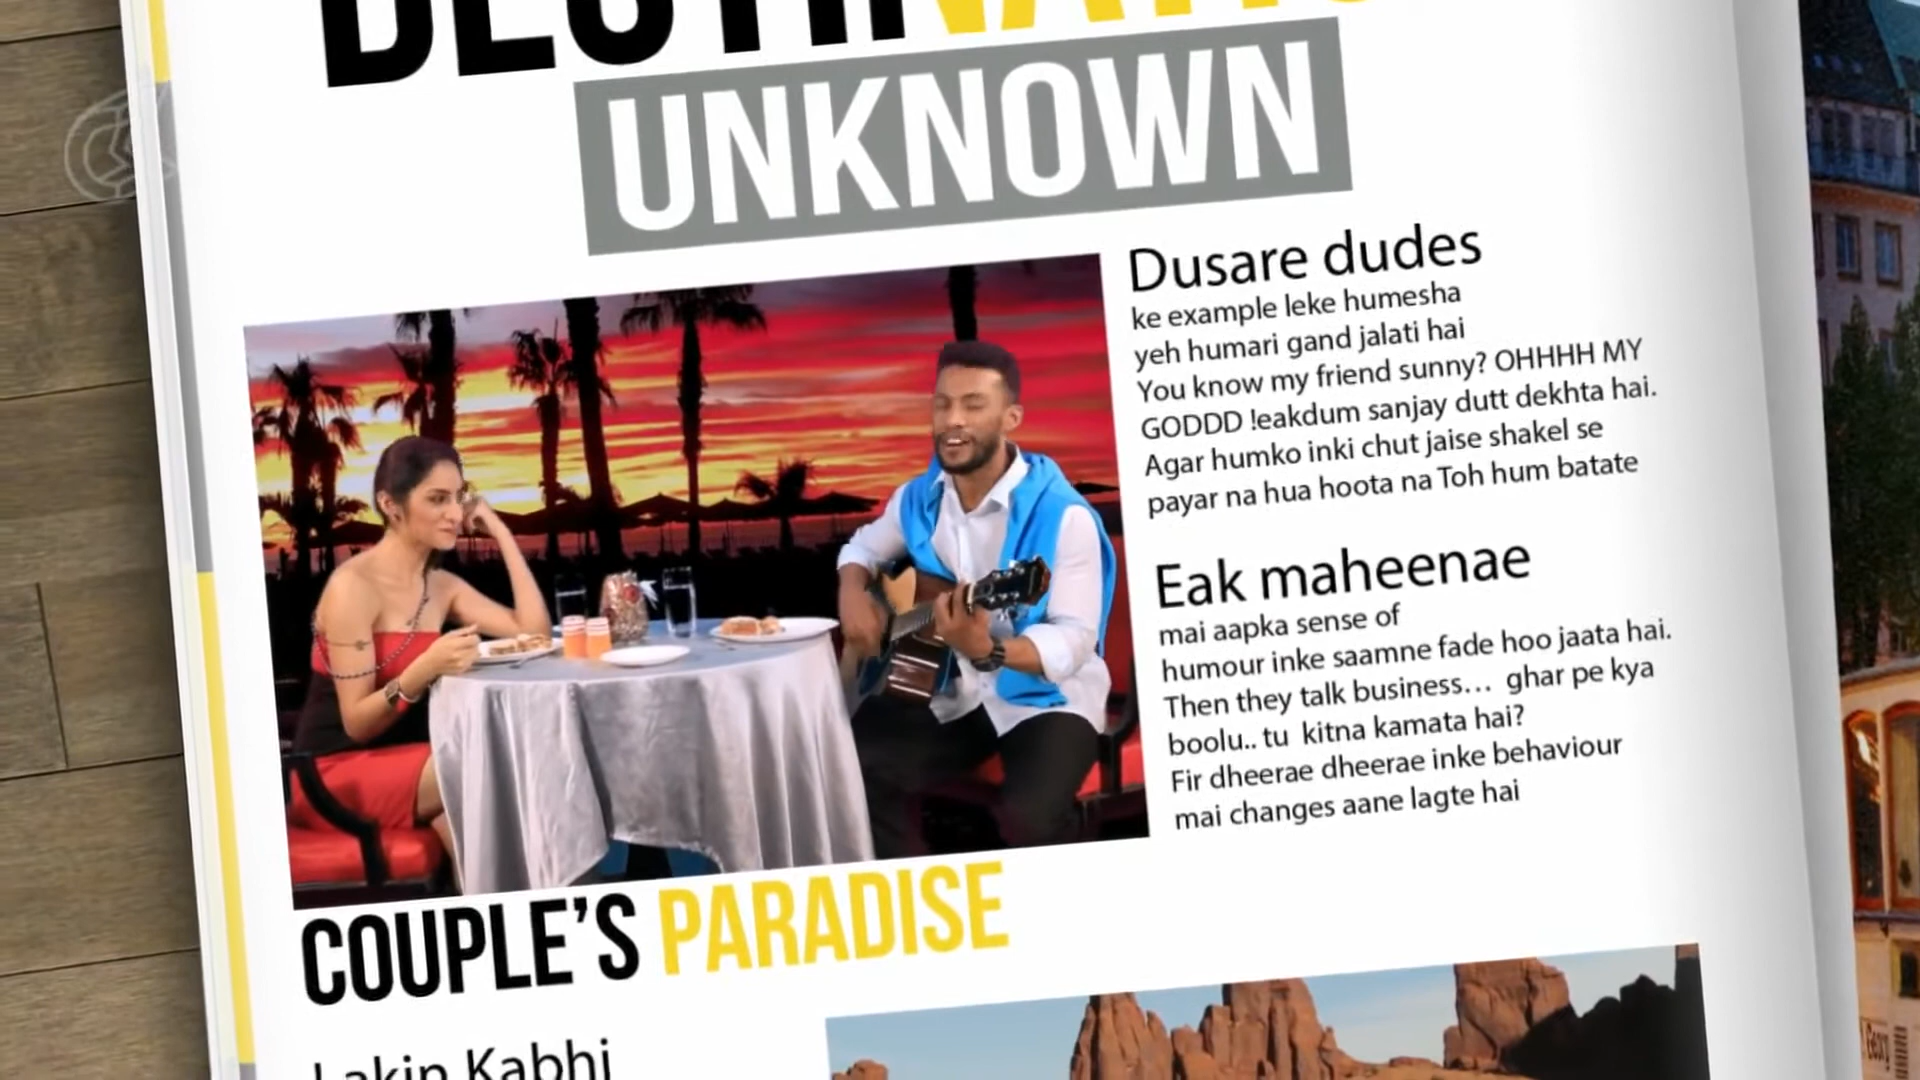 UNKNOWN
Dusare dudes
ke example leke humesha
yeh humari gand jalati hai
You know my friend sunny? OHHHH MY
GODDD !eakdum sanjay dutt dekhta hai.
Agar humko inki chut jaise shakel se
payar na hua hoota na Toh hum batate
Eak maheenae
mai aapka sense of
humour inke saamne fade hoo jaata hai.
Then they talk business… ghar pe kya
boolu.. tu kitna kamata hai?
Fir dheerae dheerae inke behaviour
mai changes aane lagte hai
COUPLE’S PARADISE
Lakin Kabhi